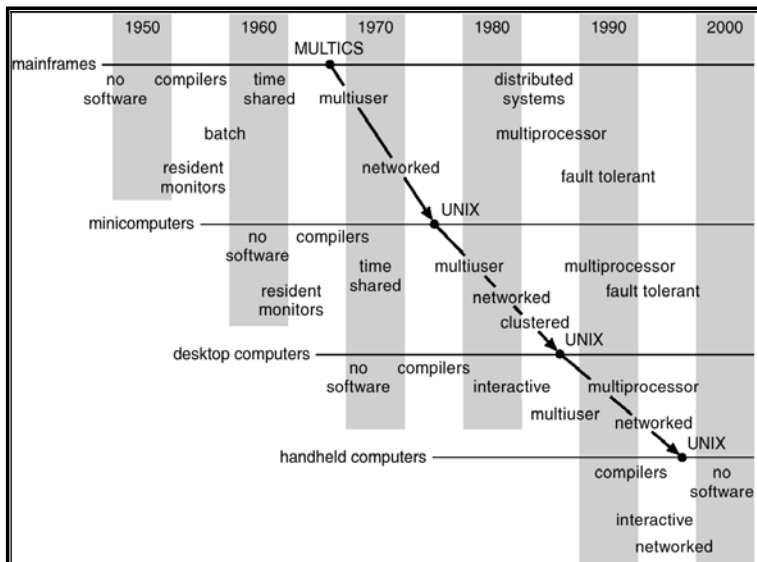 1950 1960 1970 1980 1990 2000
MULTICS
mainframes
no compilers time distributed
software shared multiuser systems
batch multiprocessor
resident networked fault tolerant
monitors
minicomputers UNIX
no compilers
software time multiuser multiprocessor
resident shared networked fault tolerant
monitors clustered
desktop computers UNIX
no compilers
software interactive multiprocessor
multiuser networked
UNIX
handheld computers
compilers no
software
interactive
networked